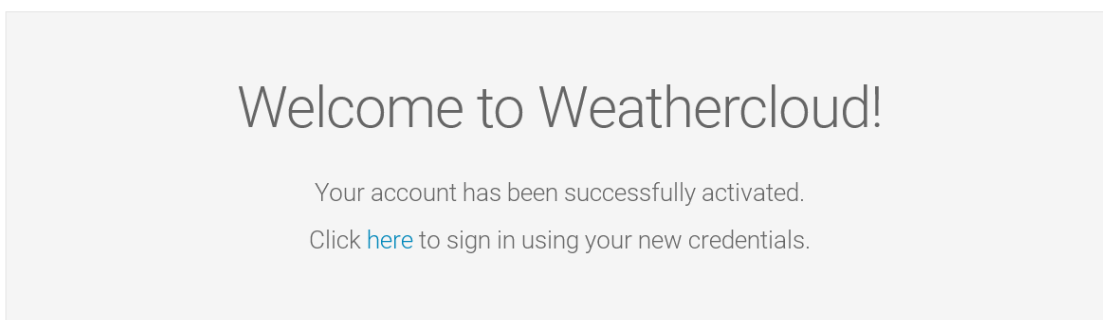 Welcome to Weathercloud!
Your account has been successfully activated.
Click here to sign in using your new credentials.